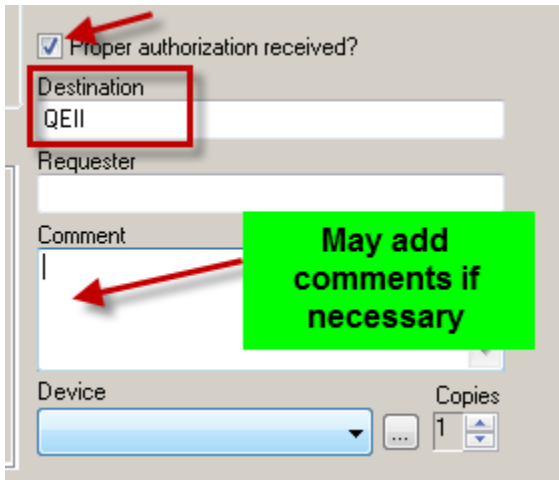 Proper authorization received?
Destination
QEII
Requester
Comment
May add
comments if
necessary
Device
Copies
...
1